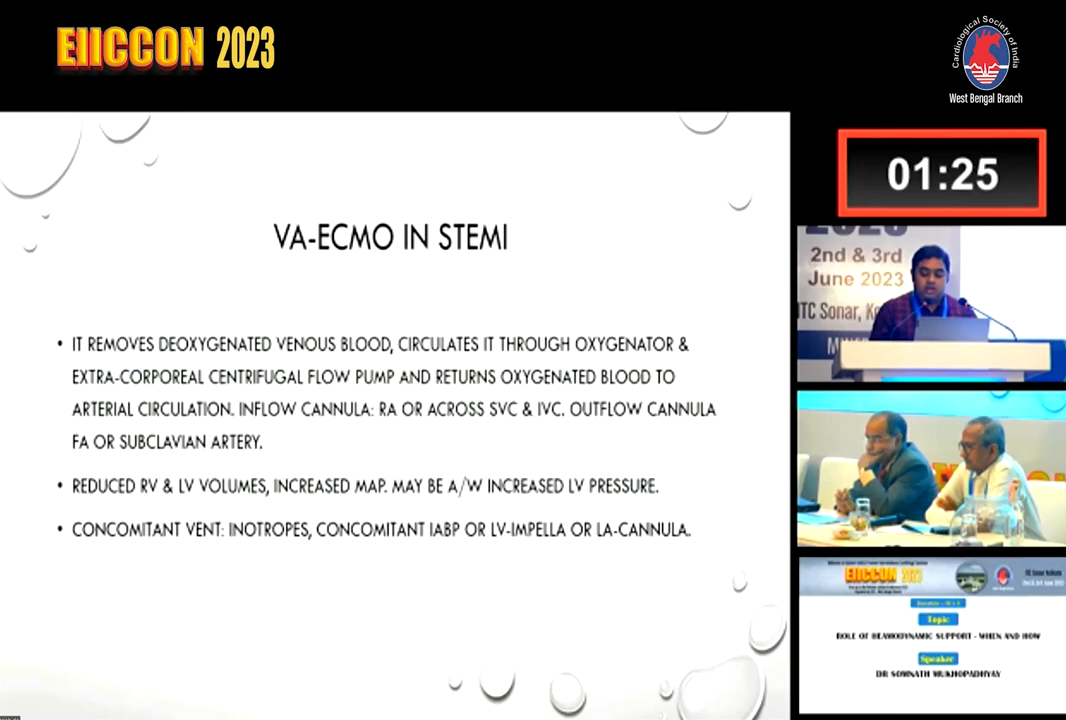 EIICCON 2023
Cardiological Society of India
West Bengal Branch
01:25
VA-ECMO IN STEMI
• IT REMOVES DEOXYGENATED VENOUS BLOOD, CIRCULATES IT THROUGH OXYGENATOR &
EXTRA-CORPOREAL CENTRIFUGAL FLOW PUMP AND RETURNS OXYGENATED BLOOD TO
ARTERIAL CIRCULATION. INFLOW CANNULA: RA OR ACROSS SVC & IVC. OUTFLOW CANNULA
FA OR SUBCLAVIAN ARTERY.
• REDUCED RV & LV VOLUMES, INCREASED MAP. MAY BE A/W INCREASED LV PRESSURE.
• CONCOMITANT VENT: INOTROPES, CONCOMITANT IABP OR LV-IMPELLA OR LA-CANNULA.
2023
2nd & 3rd
June 2023
ITC Sonar,
EIICCON 2023
Topic
ROLE OF HEAMODYNAMIC SUPPORT - WHEN AND HOW
Speaker
DR SOMNATH MUKHOPADHYAY